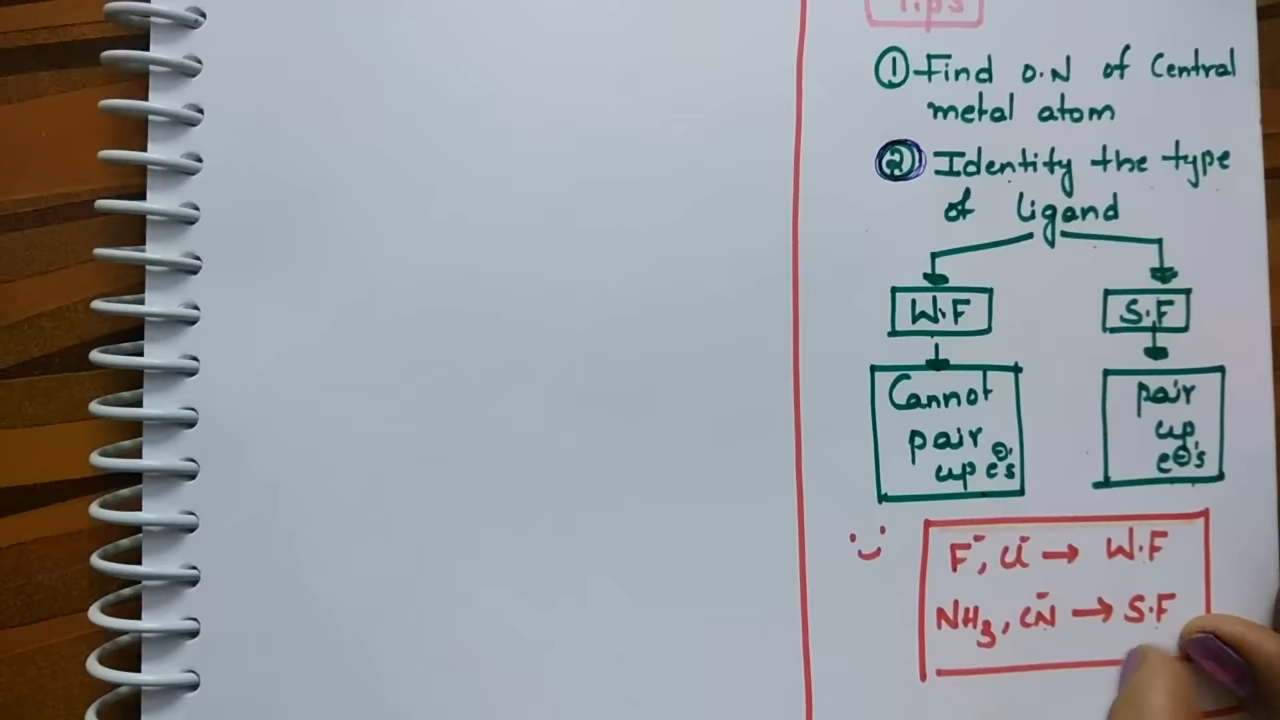 Tips
① Find O.N of Central
metal atom
② Identify the type
of ligand
W.F
S.F
Cannot
pair
up e⊖'s
pair
up
e⊖'s
F⁻, Cl⁻ → W.F
NH₃, CN⁻ → S.F